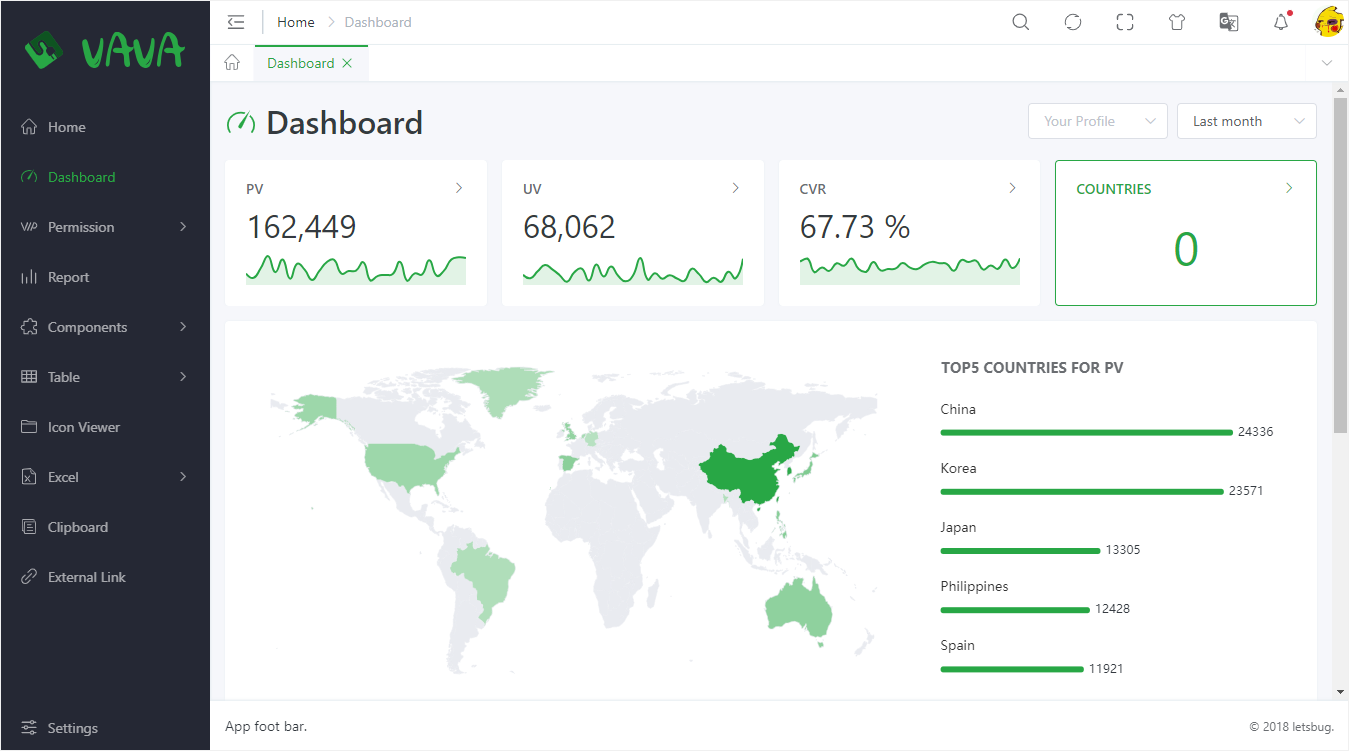 VAVA
Home
Dashboard
Permission
Report
Components
Table
Icon Viewer
Excel
Clipboard
External Link
Settings
Home > Dashboard
Dashboard
Dashboard
Your Profile
Last month
PV
162,449
UV
68,062
CVR
67.73 %
COUNTRIES
0
TOP5 COUNTRIES FOR PV
China
24336
Korea
23571
Japan
13305
Philippines
12428
Spain
11921
App foot bar.
© 2018 letsbug.